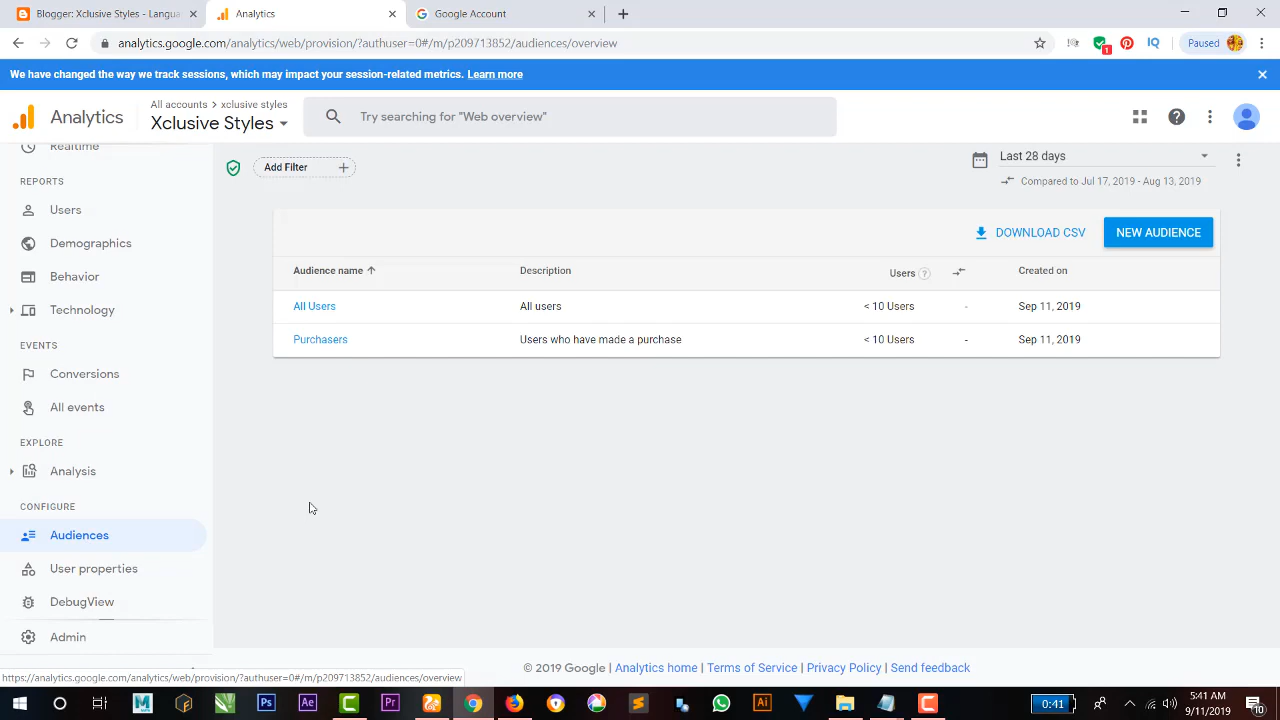 Blogger: Xclusive Styles - Langua
Analytics
Google Account
analytics.google.com/analytics/web/provision/?authuser=0#/m/p209713852/audiences/overview
1
IQ
Paused
We have changed the way we track sessions, which may impact your session-related metrics. Learn more
Analytics
All accounts > xclusive styles
Xclusive Styles
Try searching for "Web overview"
Realtime
Add Filter
Last 28 days
Compared to Jul 17, 2019 - Aug 13, 2019
REPORTS
Users
Demographics
Behavior
Technology
EVENTS
Conversions
All events
EXPLORE
Analysis
CONFIGURE
Audiences
User properties
DebugView
Admin
DOWNLOAD CSV
NEW AUDIENCE
Audience name Description Users ? Created on
All Users All users < 10 Users - Sep 11, 2019
Purchasers Users who have made a purchase < 10 Users - Sep 11, 2019
© 2019 Google | Analytics home | Terms of Service | Privacy Policy | Send feedback
https://analytics.google.com/analytics/web/provision/?authuser=0#/m/p209713852/audiences/overview
Ps
Ae
Pr
Ai
0:41
5:41 AM
9/11/2019
10